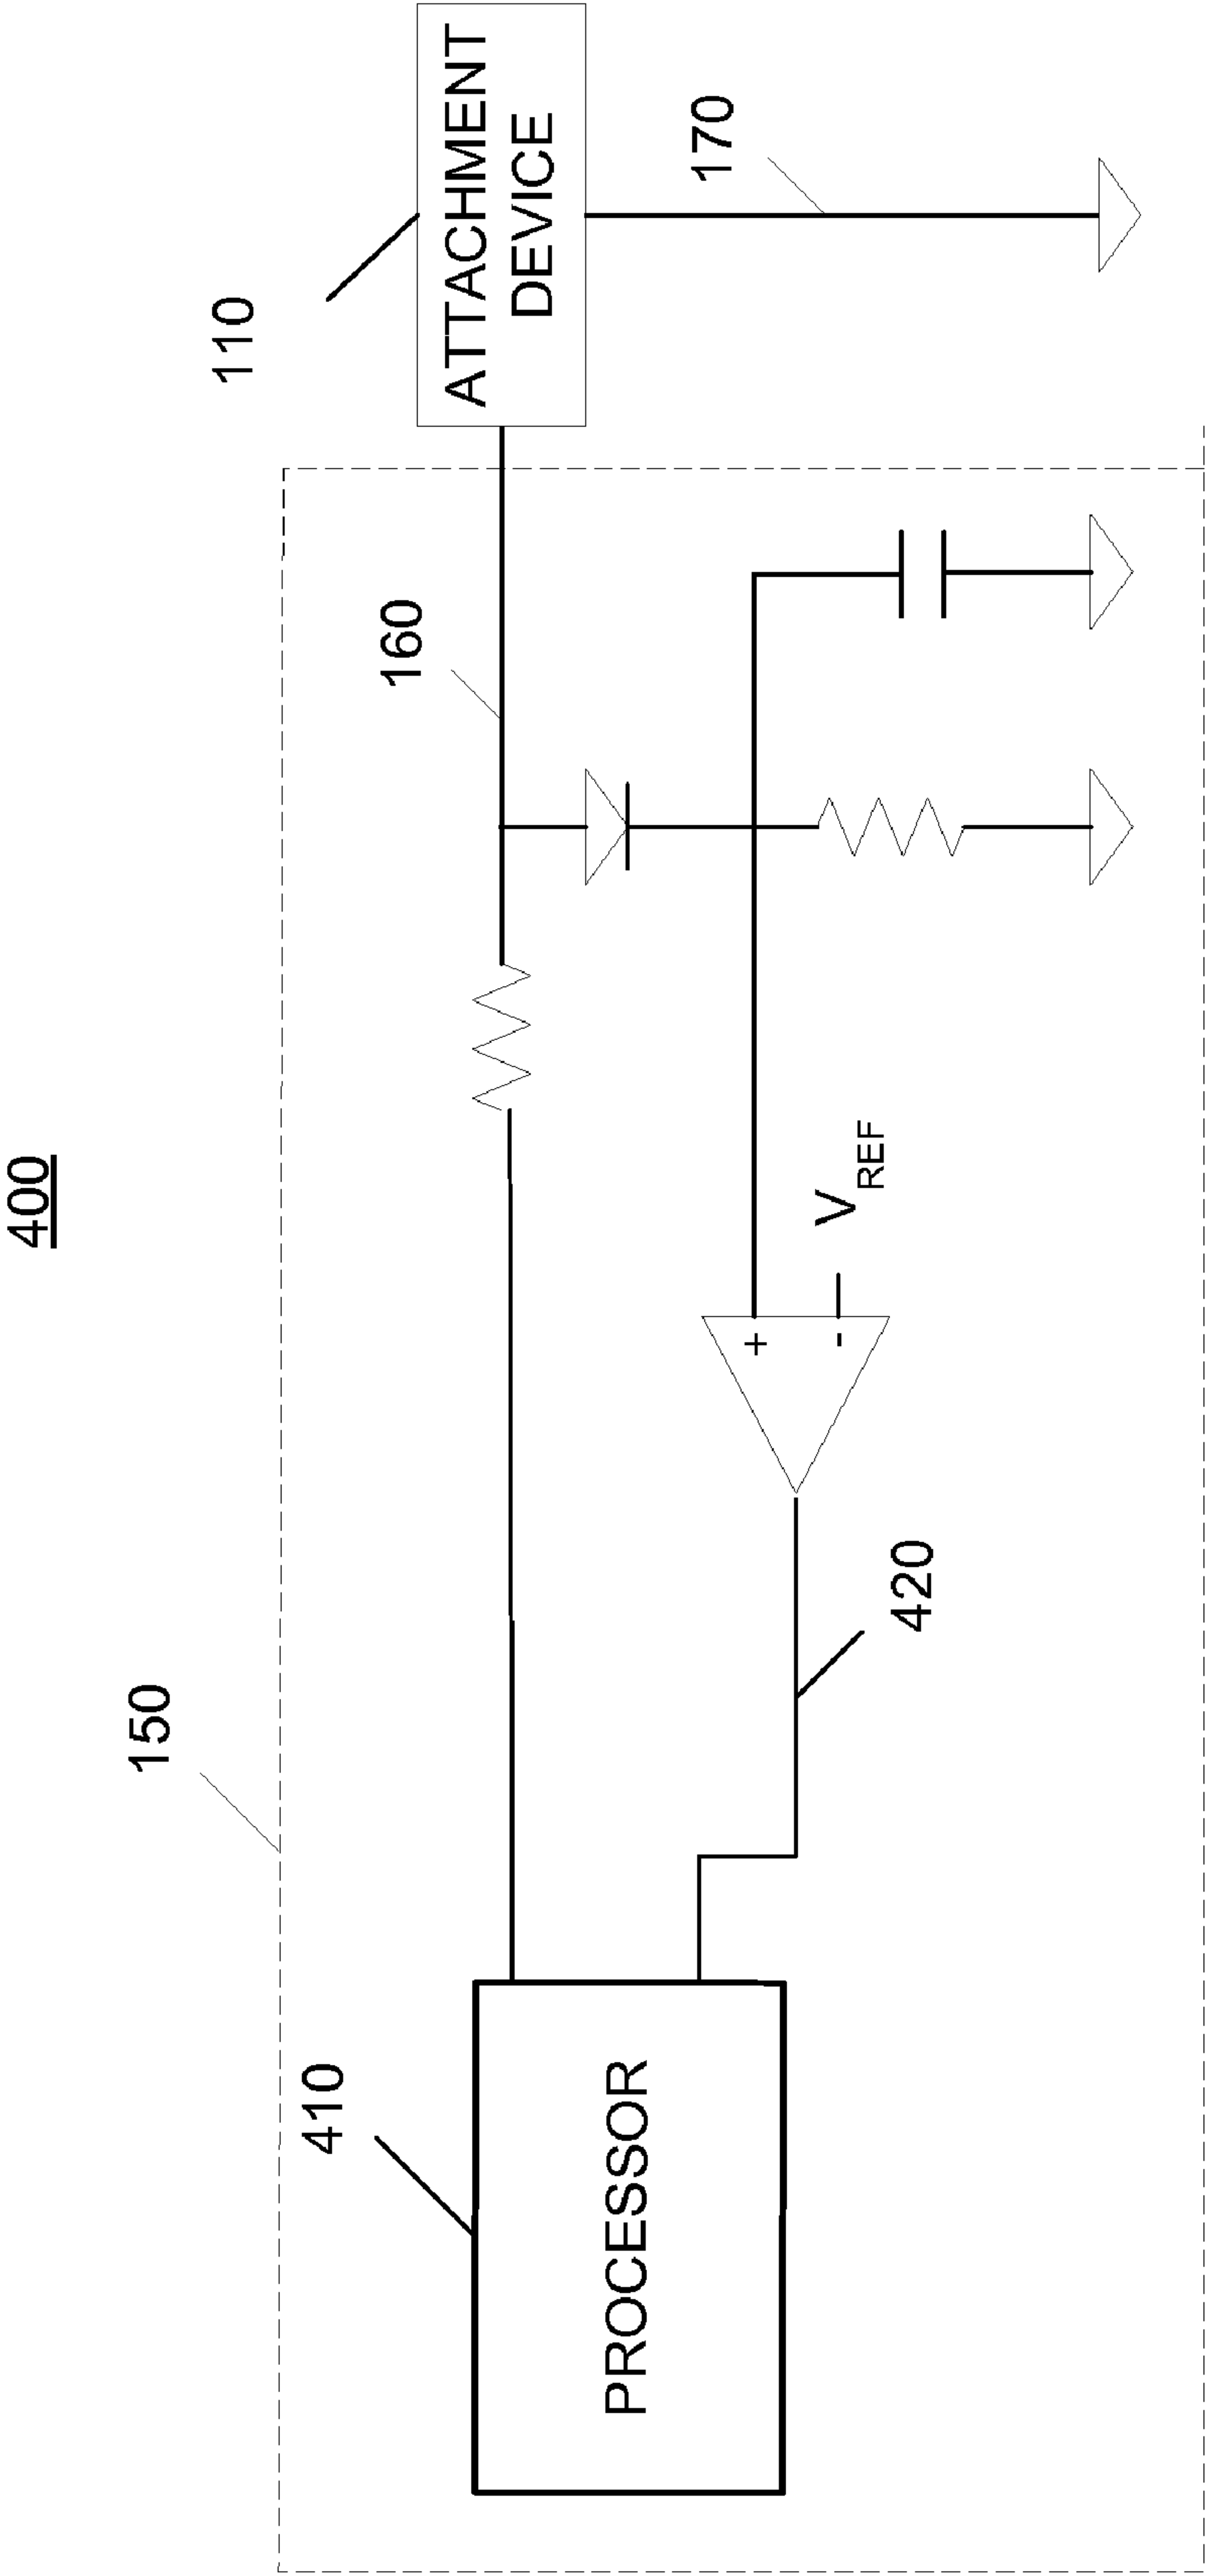 400
150
110
ATTACHMENT
DEVICE
160
170
410
PROCESSOR
+
-
V REF
420